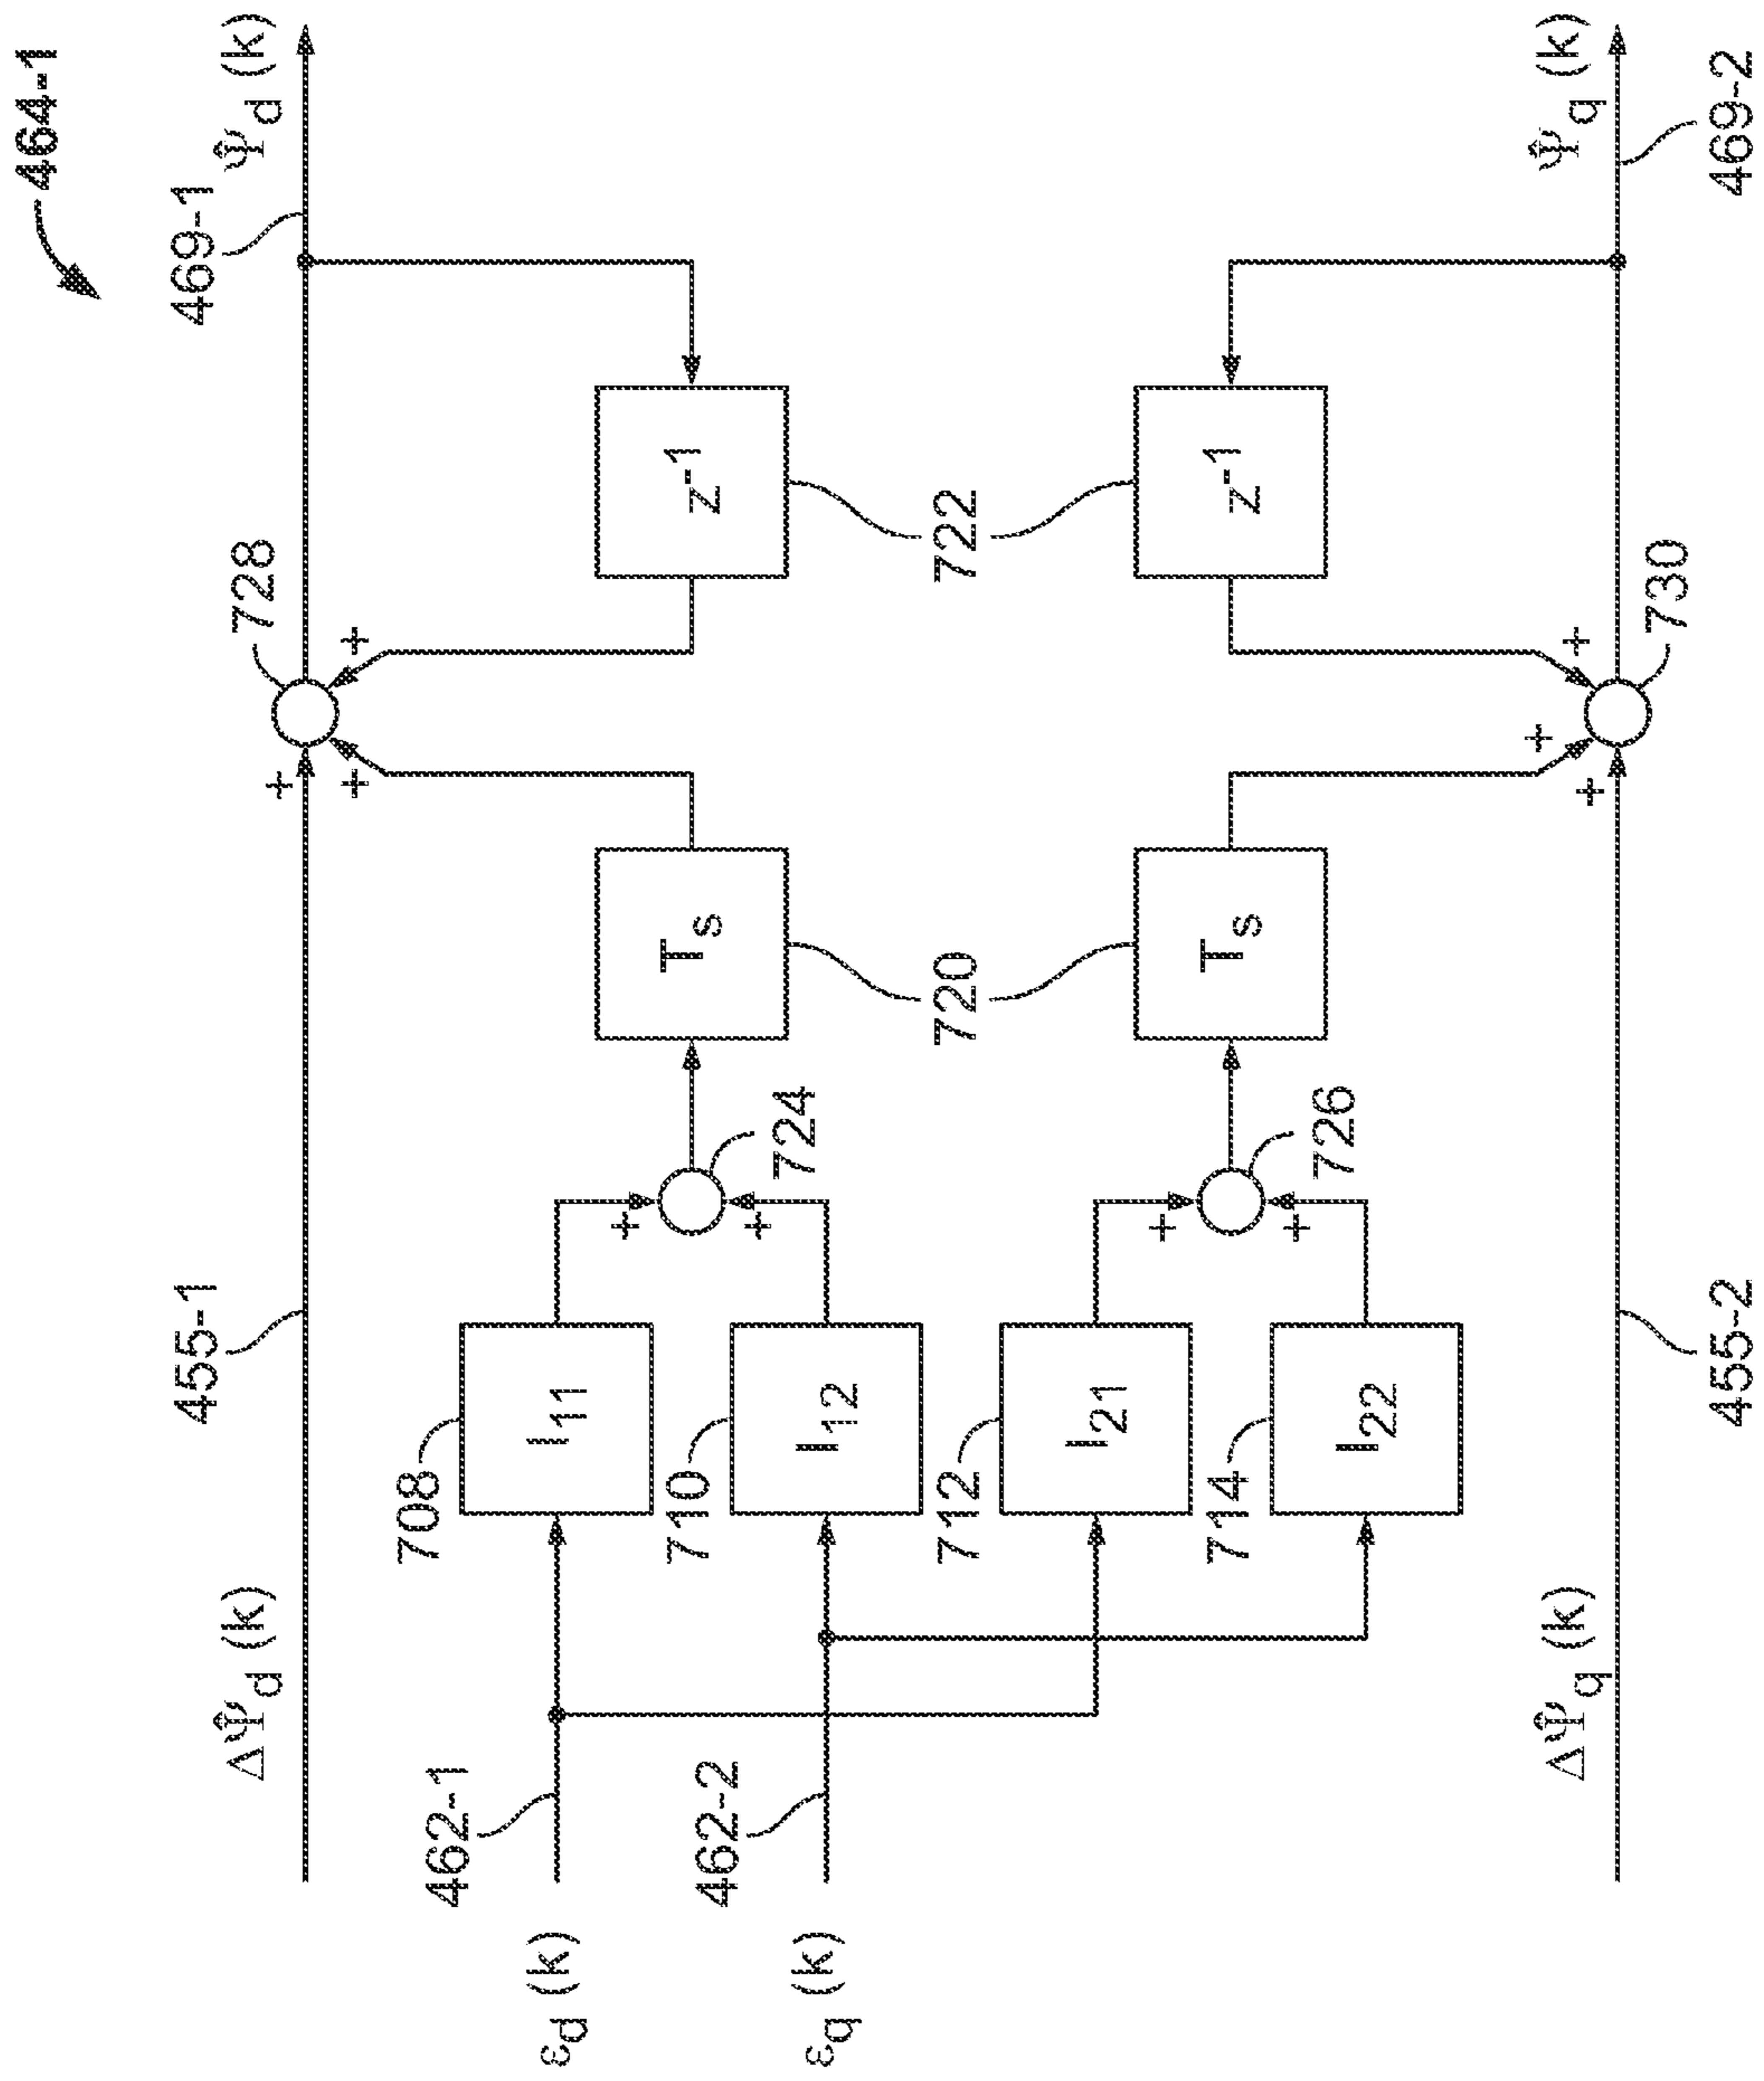 464-1
455-1
469-1
ΔΨ̂d (k)
728
Ψ̂d (k)
+
+
+
462-1
708
εd (k)
I11
+
724
Ts
z-1
462-2
710
εq (k)
I12
+
720
722
712
I21
+
726
Ts
z-1
714
I22
+
+
+
+
ΔΨ̂q (k)
730
Ψ̂q (k)
455-2
469-2